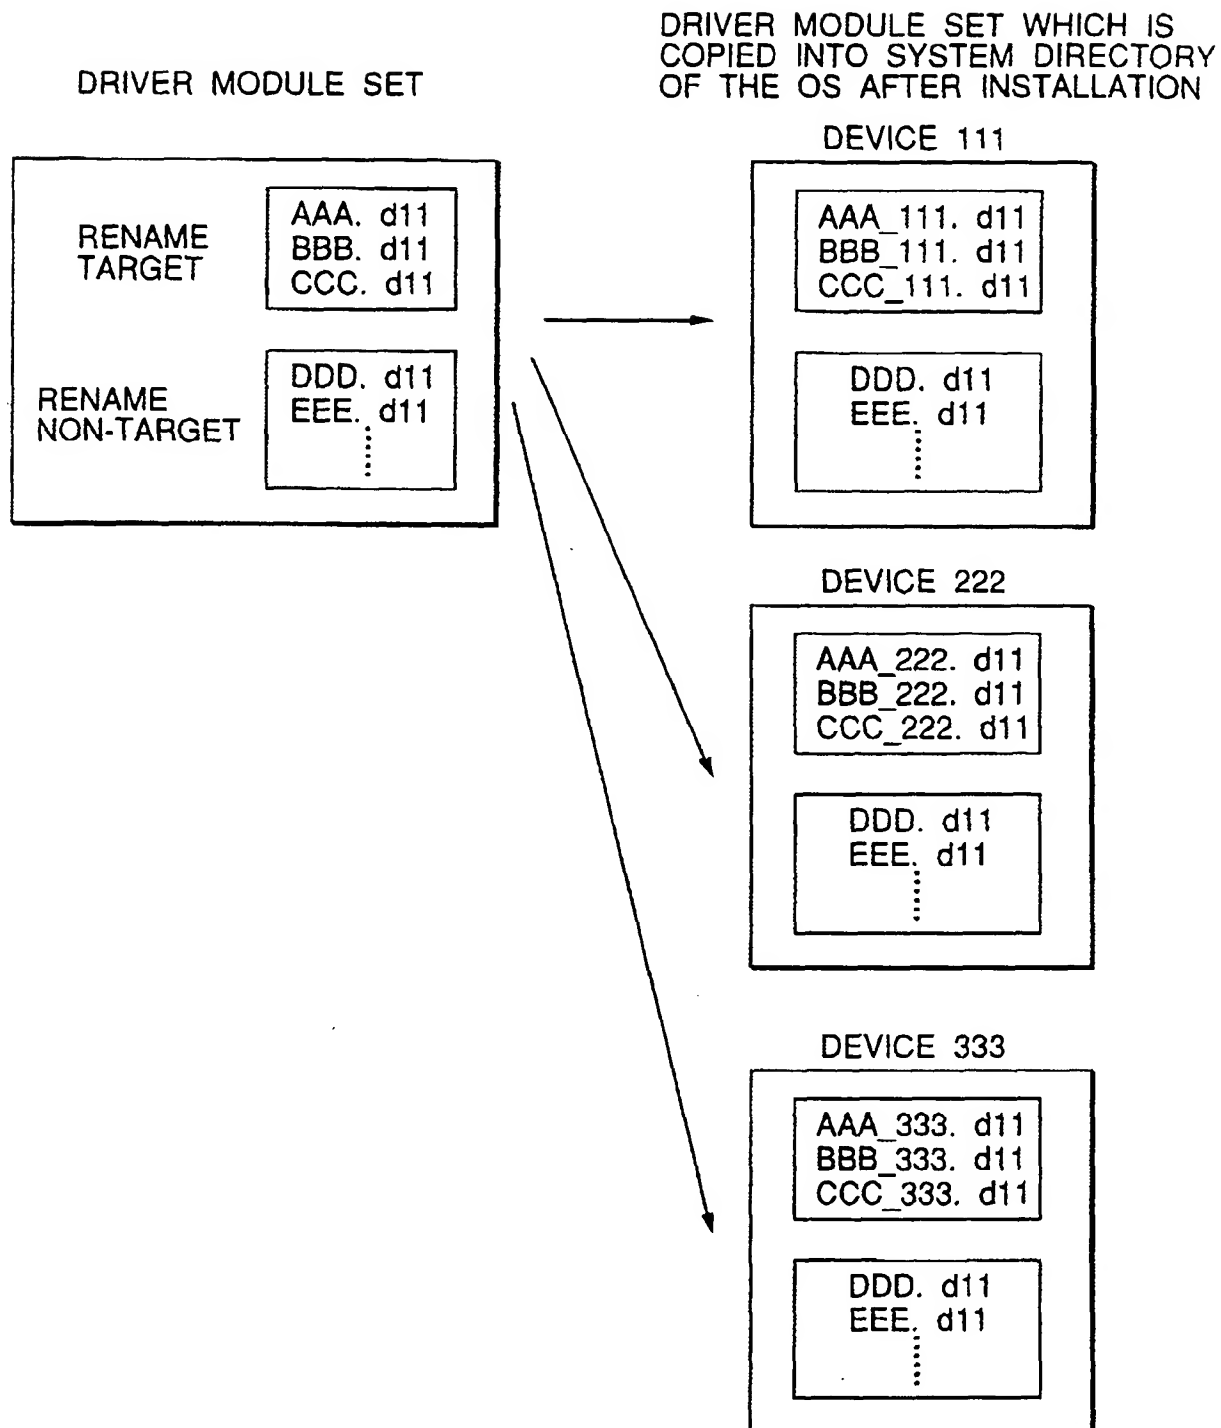 DRIVER MODULE SET
DRIVER MODULE SET WHICH IS
COPIED INTO SYSTEM DIRECTORY
OF THE OS AFTER INSTALLATION
RENAME
TARGET
AAA. d11
BBB. d11
CCC. d11
RENAME
NON-TARGET
DDD. d11
EEE. d11
DEVICE 111
AAA_111. d11
BBB_111. d11
CCC_111. d11
DDD. d11
EEE. d11
DEVICE 222
AAA_222. d11
BBB_222. d11
CCC_222. d11
DDD. d11
EEE. d11
DEVICE 333
AAA_333. d11
BBB_333. d11
CCC_333. d11
DDD. d11
EEE. d11